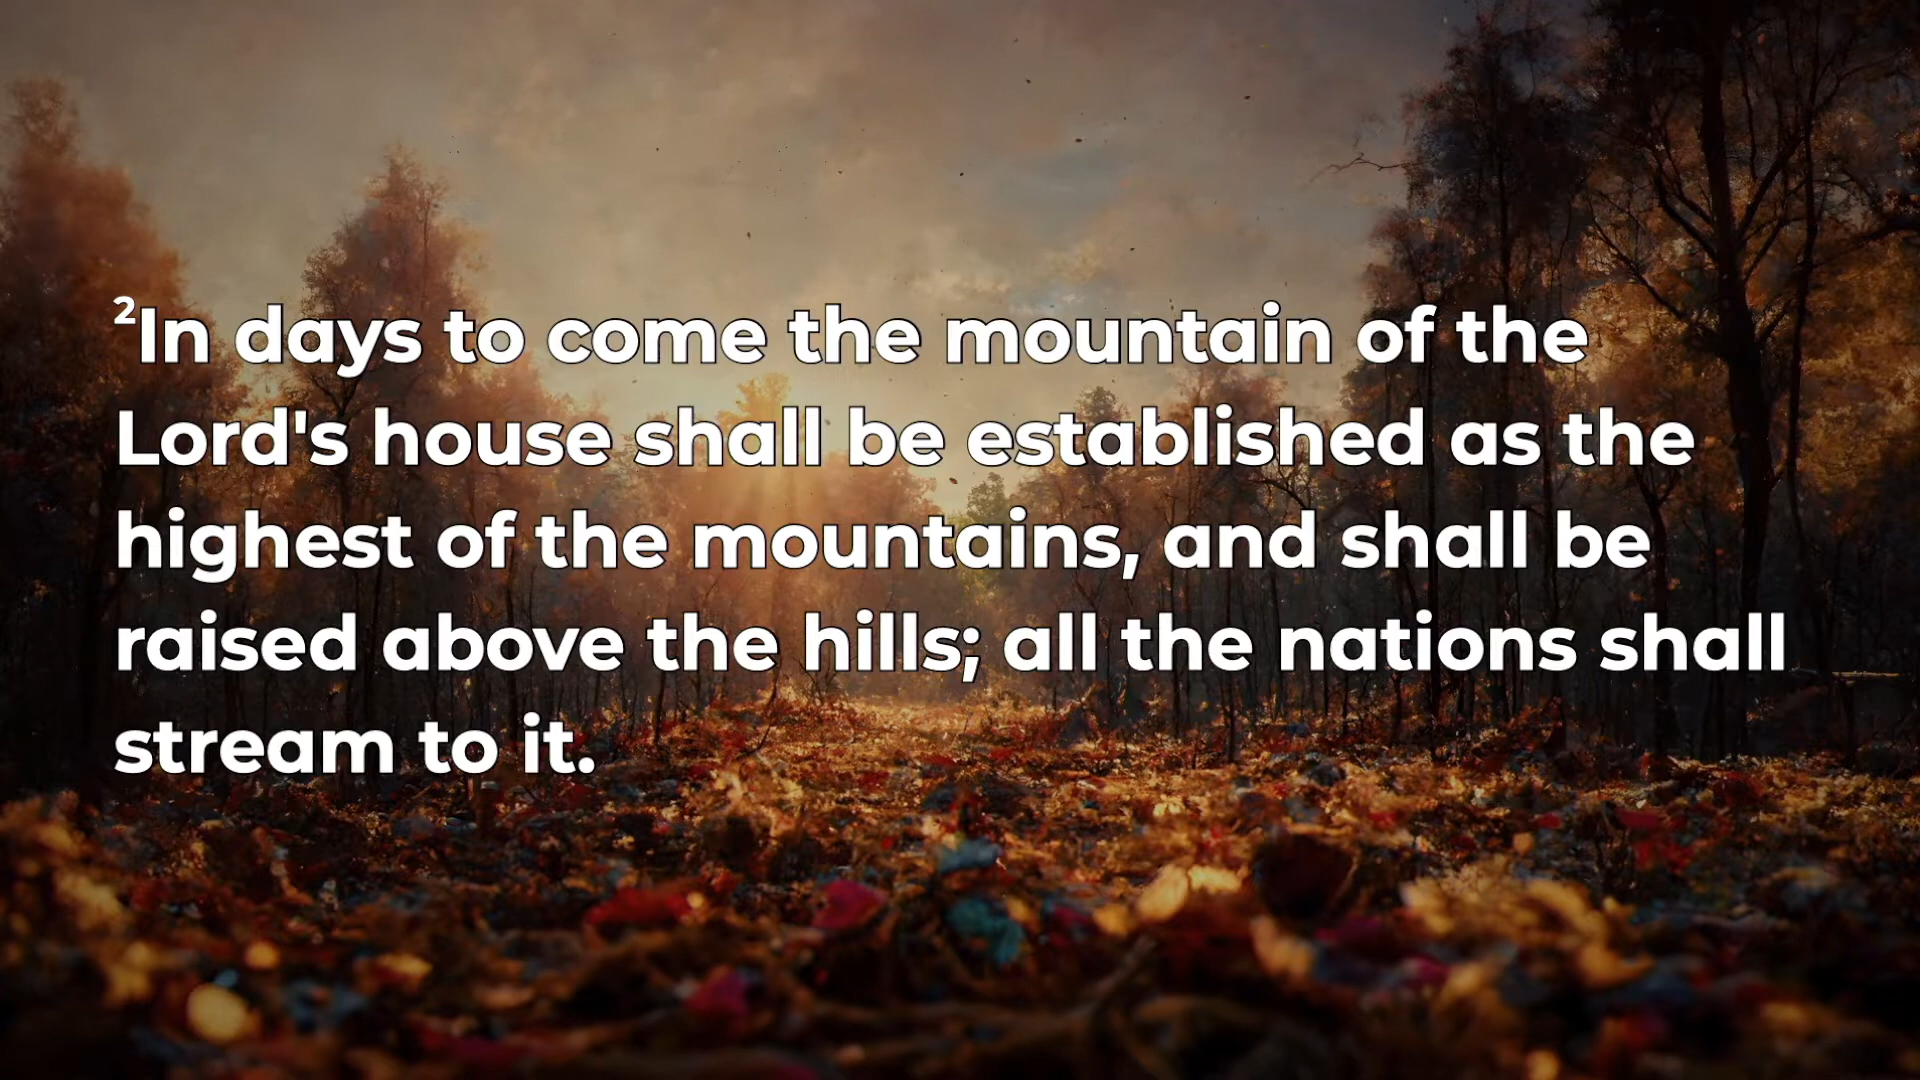 ²In days to come the mountain of the
Lord's house shall be established as the
highest of the mountains, and shall be
raised above the hills; all the nations shall
stream to it.